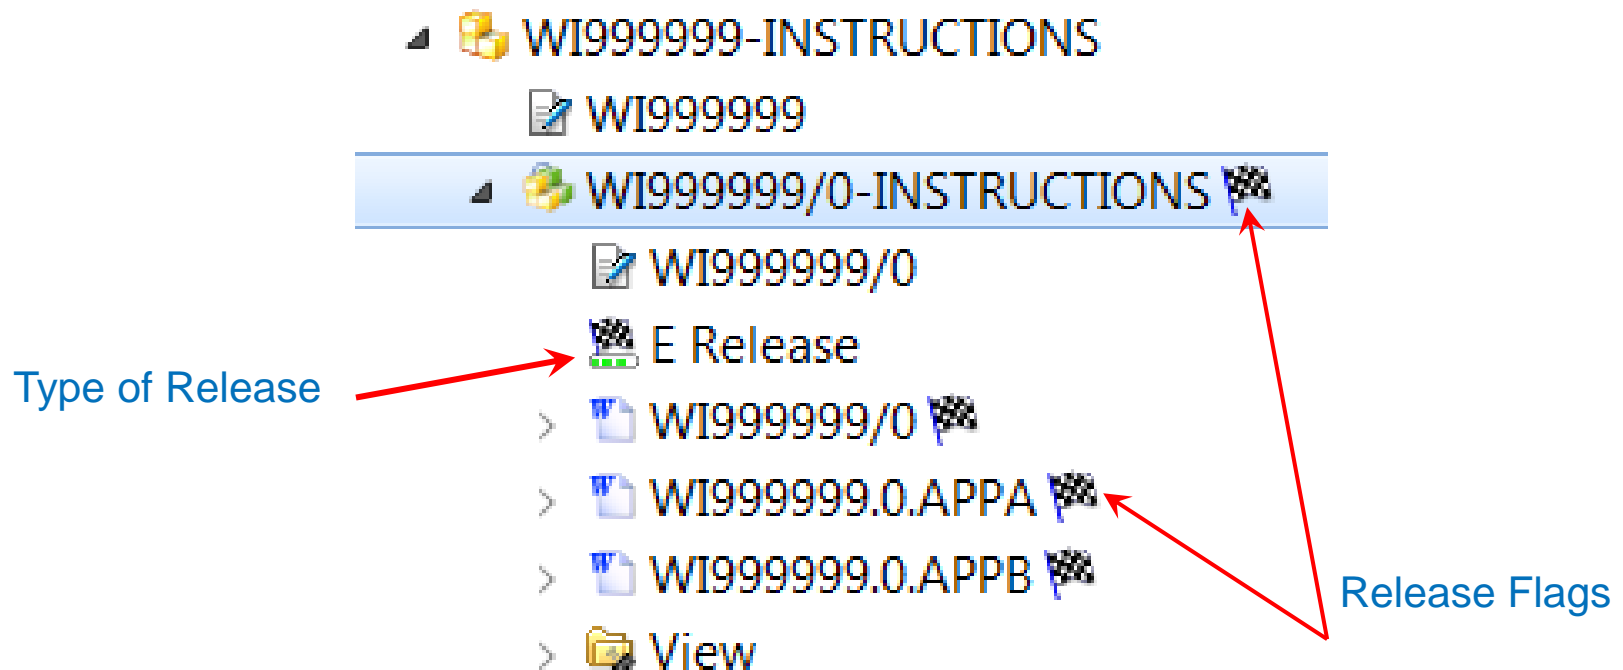 WI999999-INSTRUCTIONS
WI999999
WI999999/0-INSTRUCTIONS
WI999999/0
E Release
Type of Release
WI999999/0
WI999999.0.APPA
WI999999.0.APPB
Release Flags
View